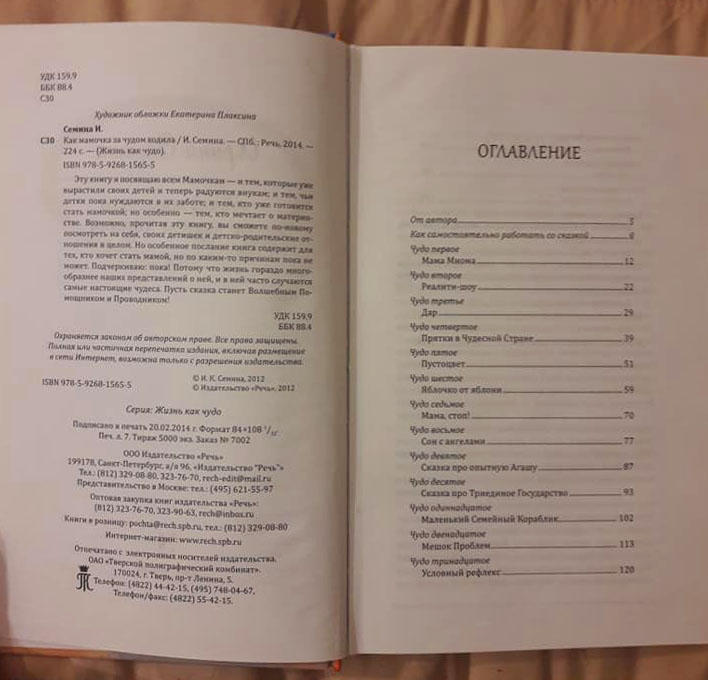 УДК 159.9
ББК 88.4
С30
Художник обложки Екатерина Плаксина
Семина И.
С30 Как мамочка за чудом ходила / И. Семина. — СПб. : Речь, 2014. —
224 с. — (Жизнь как чудо).
ISBN 978-5-9268-1565-5
Эту книгу я посвящаю всем Мамочкам — и тем, которые уже
вырастили своих детей и теперь радуются внукам; и тем, чьи
детки пока нуждаются в их заботе; и тем, кто уже готовится
стать мамочкой; но особенно — тем, кто мечтает о материн-
стве. Возможно, прочитав эту книгу, вы сможете по-новому
посмотреть на себя, своих детишек и детско-родительские от-
ношения в целом. Но особенное послание книга содержит для
тех, кто хочет стать мамой, но по каким-то причинам пока не
может. Подчеркиваю: пока! Потому что жизнь гораздо много-
образнее наших представлений о ней, и в ней часто случаются
самые настоящие чудеса. Пусть сказка станет Волшебным По-
мощником и Проводником!
УДК 159.9
ББК 88.4
Охраняется законом об авторском праве. Все права защищены.
Полная или частичная перепечатка издания, включая размещение
в сети Интернет, возможна только с разрешения издательства.
© И. К. Семина, 2012
ISBN 978-5-9268-1565-5 © Издательство «Речь», 2012
Серия: Жизнь как чудо
Подписано в печать 20.02.2014 г. Формат 84×108 1/32.
Печ. л. 7. Тираж 5000 экз. Заказ № 7002
ООО Издательство «Речь»
199178, Санкт-Петербург, а/я 96, «Издательство "Речь"»
Тел.: (812) 329-08-80, 323-76-70, rech-edit@mail.ru
Представительство в Москве: тел.: (495) 621-55-97
Оптовая закупка книг издательства «Речь»:
(812) 323-76-70, 323-90-63, rech@inbox.ru
Книги в розницу: pochta@rech.spb.ru, тел.: (812) 329-08-80
Интернет-магазин: www.rech.spb.ru
Отпечатано с электронных носителей издательства.
ОАО «Тверской полиграфический комбинат».
170024, г. Тверь, пр-т Ленина, 5.
Телефон: (4822) 44-42-15, (495) 748-04-67.
Телефон/факс: (4822) 55-42-15.
ОГЛАВЛЕНИЕ
От автора 5
Как самостоятельно работать со сказкой 8
Чудо первое
Мама Миома 12
Чудо второе
Реалити-шоу 22
Чудо третье
Дар 29
Чудо четвертое
Прятки в Чудесной Стране 39
Чудо пятое
Пустоцвет 51
Чудо шестое
Яблочко от яблони 59
Чудо седьмое
Мама, стоп! 70
Чудо восьмое
Сон с ангелами 77
Чудо девятое
Сказка про опытную Агашу 87
Чудо десятое
Сказка про Триединое Государство 93
Чудо одиннадцатое
Маленький Семейный Кораблик 102
Чудо двенадцатое
Мешок Проблем 113
Чудо тринадцатое
Условный рефлекс 120